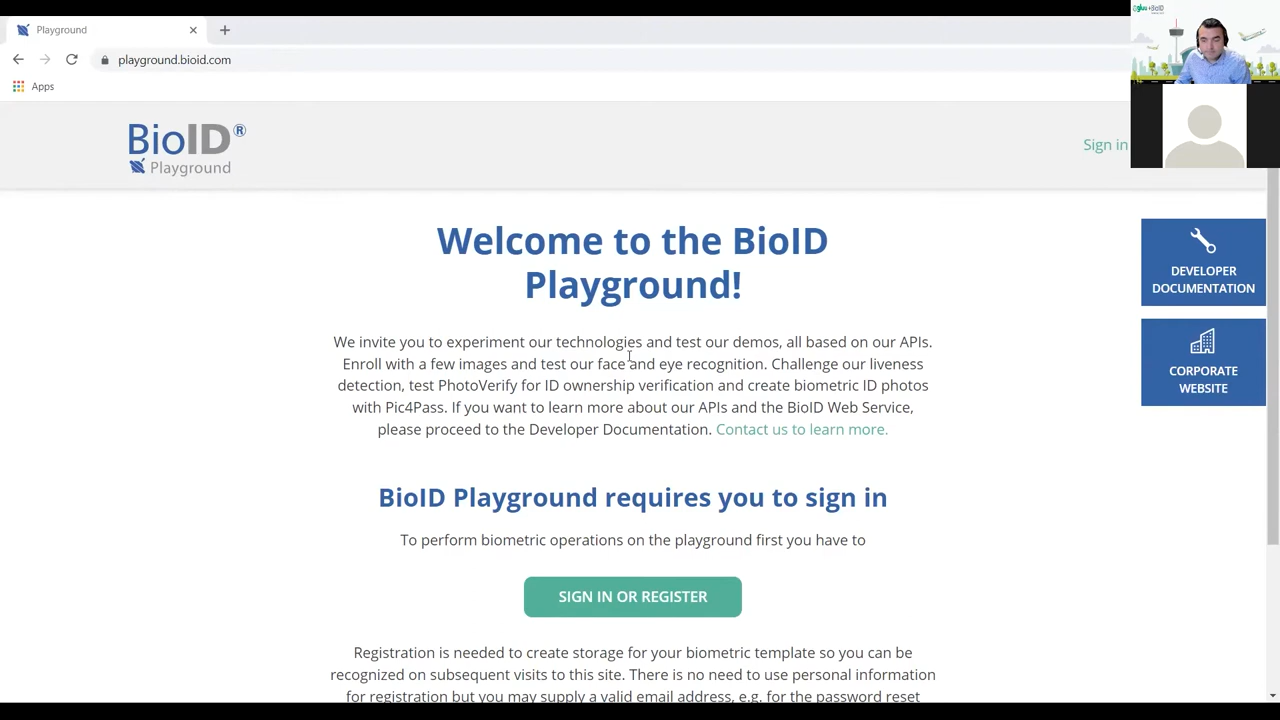 Playground
playground.bioid.com
Apps
gluu + BioID
BioID®
Playground
Sign in
Welcome to the BioID
Playground!
We invite you to experiment our technologies and test our demos, all based on our APIs.
Enroll with a few images and test our face and eye recognition. Challenge our liveness
detection, test PhotoVerify for ID ownership verification and create biometric ID photos
with Pic4Pass. If you want to learn more about our APIs and the BioID Web Service,
please proceed to the Developer Documentation. Contact us to learn more.
DEVELOPER
DOCUMENTATION
CORPORATE
WEBSITE
BioID Playground requires you to sign in
To perform biometric operations on the playground first you have to
SIGN IN OR REGISTER
Registration is needed to create storage for your biometric template so you can be
recognized on subsequent visits to this site. There is no need to use personal information
for registration but you may supply a valid email address, e.g. for the password reset